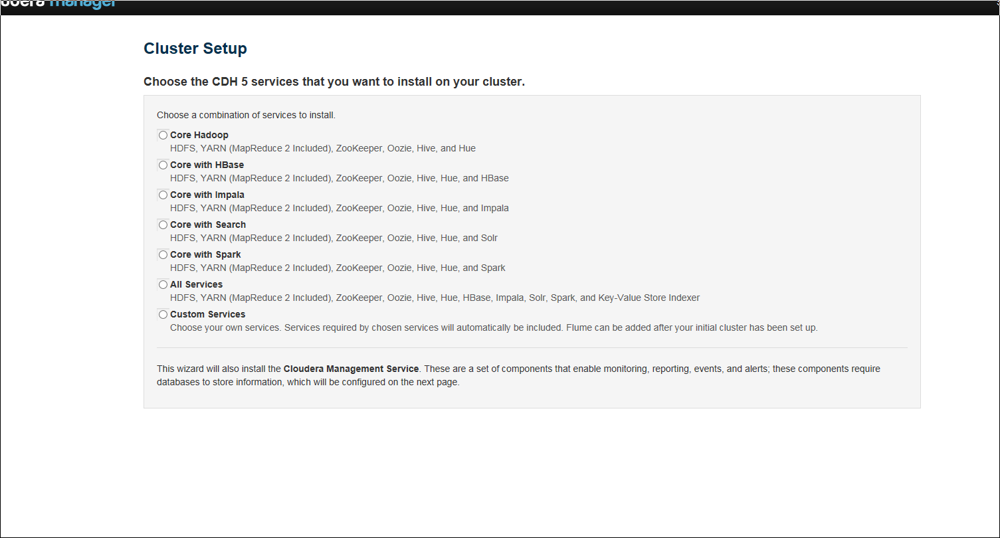 manager
Cluster Setup
Choose the CDH 5 services that you want to install on your cluster.
Choose a combination of services to install.
Core Hadoop
HDFS, YARN (MapReduce 2 Included), ZooKeeper, Oozie, Hive, and Hue
Core with HBase
HDFS, YARN (MapReduce 2 Included), ZooKeeper, Oozie, Hive, Hue, and HBase
Core with Impala
HDFS, YARN (MapReduce 2 Included), ZooKeeper, Oozie, Hive, Hue, and Impala
Core with Search
HDFS, YARN (MapReduce 2 Included), ZooKeeper, Oozie, Hive, Hue, and Solr
Core with Spark
HDFS, YARN (MapReduce 2 Included), ZooKeeper, Oozie, Hive, Hue, and Spark
All Services
HDFS, YARN (MapReduce 2 Included), ZooKeeper, Oozie, Hive, Hue, HBase, Impala, Solr, Spark, and Key-Value Store Indexer
Custom Services
Choose your own services. Services required by chosen services will automatically be included. Flume can be added after your initial cluster has been set up.
This wizard will also install the Cloudera Management Service. These are a set of components that enable monitoring, reporting, events, and alerts; these components require
databases to store information, which will be configured on the next page.